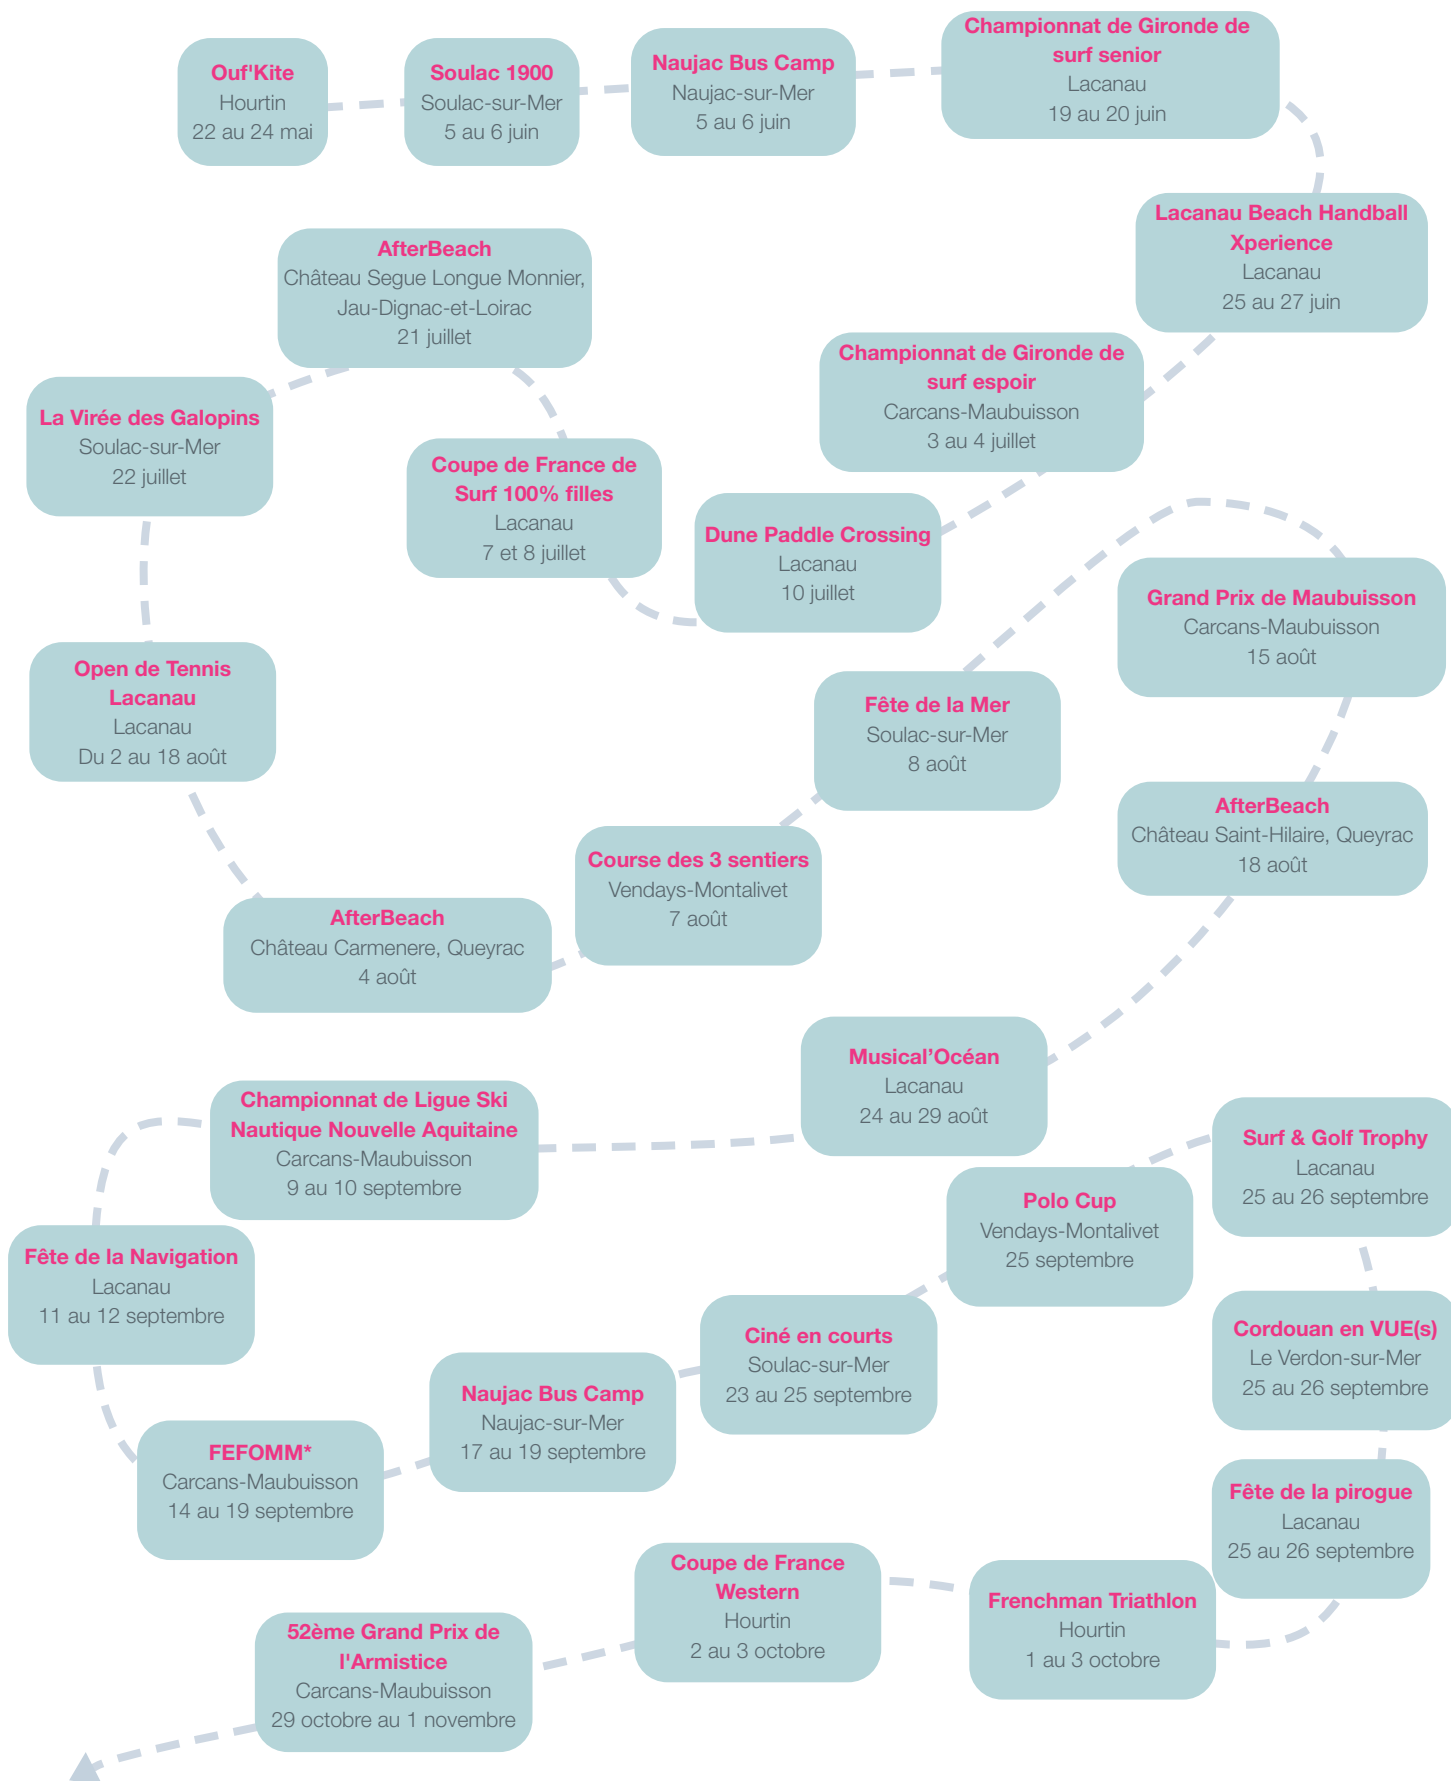 Ouf'Kite
Hourtin
22 au 24 mai
Soulac 1900
Soulac-sur-Mer
5 au 6 juin
Naujac Bus Camp
Naujac-sur-Mer
5 au 6 juin
Championnat de Gironde de
surf senior
Lacanau
19 au 20 juin
Lacanau Beach Handball
Xperience
Lacanau
25 au 27 juin
Championnat de Gironde de
surf espoir
Carcans-Maubuisson
3 au 4 juillet
Dune Paddle Crossing
Lacanau
10 juillet
Coupe de France de
Surf 100% filles
Lacanau
7 et 8 juillet
AfterBeach
Château Segue Longue Monnier,
Jau-Dignac-et-Loirac
21 juillet
La Virée des Galopins
Soulac-sur-Mer
22 juillet
Open de Tennis
Lacanau
Lacanau
Du 2 au 18 août
AfterBeach
Château Carmenere, Queyrac
4 août
Course des 3 sentiers
Vendays-Montalivet
7 août
Fête de la Mer
Soulac-sur-Mer
8 août
Grand Prix de Maubuisson
Carcans-Maubuisson
15 août
AfterBeach
Château Saint-Hilaire, Queyrac
18 août
Musical’Océan
Lacanau
24 au 29 août
Championnat de Ligue Ski
Nautique Nouvelle Aquitaine
Carcans-Maubuisson
9 au 10 septembre
Fête de la Navigation
Lacanau
11 au 12 septembre
FEFOMM*
Carcans-Maubuisson
14 au 19 septembre
Naujac Bus Camp
Naujac-sur-Mer
17 au 19 septembre
Ciné en courts
Soulac-sur-Mer
23 au 25 septembre
Polo Cup
Vendays-Montalivet
25 septembre
Surf & Golf Trophy
Lacanau
25 au 26 septembre
Cordouan en VUE(s)
Le Verdon-sur-Mer
25 au 26 septembre
Fête de la pirogue
Lacanau
25 au 26 septembre
Frenchman Triathlon
Hourtin
1 au 3 octobre
Coupe de France
Western
Hourtin
2 au 3 octobre
52ème Grand Prix de
l'Armistice
Carcans-Maubuisson
29 octobre au 1 novembre